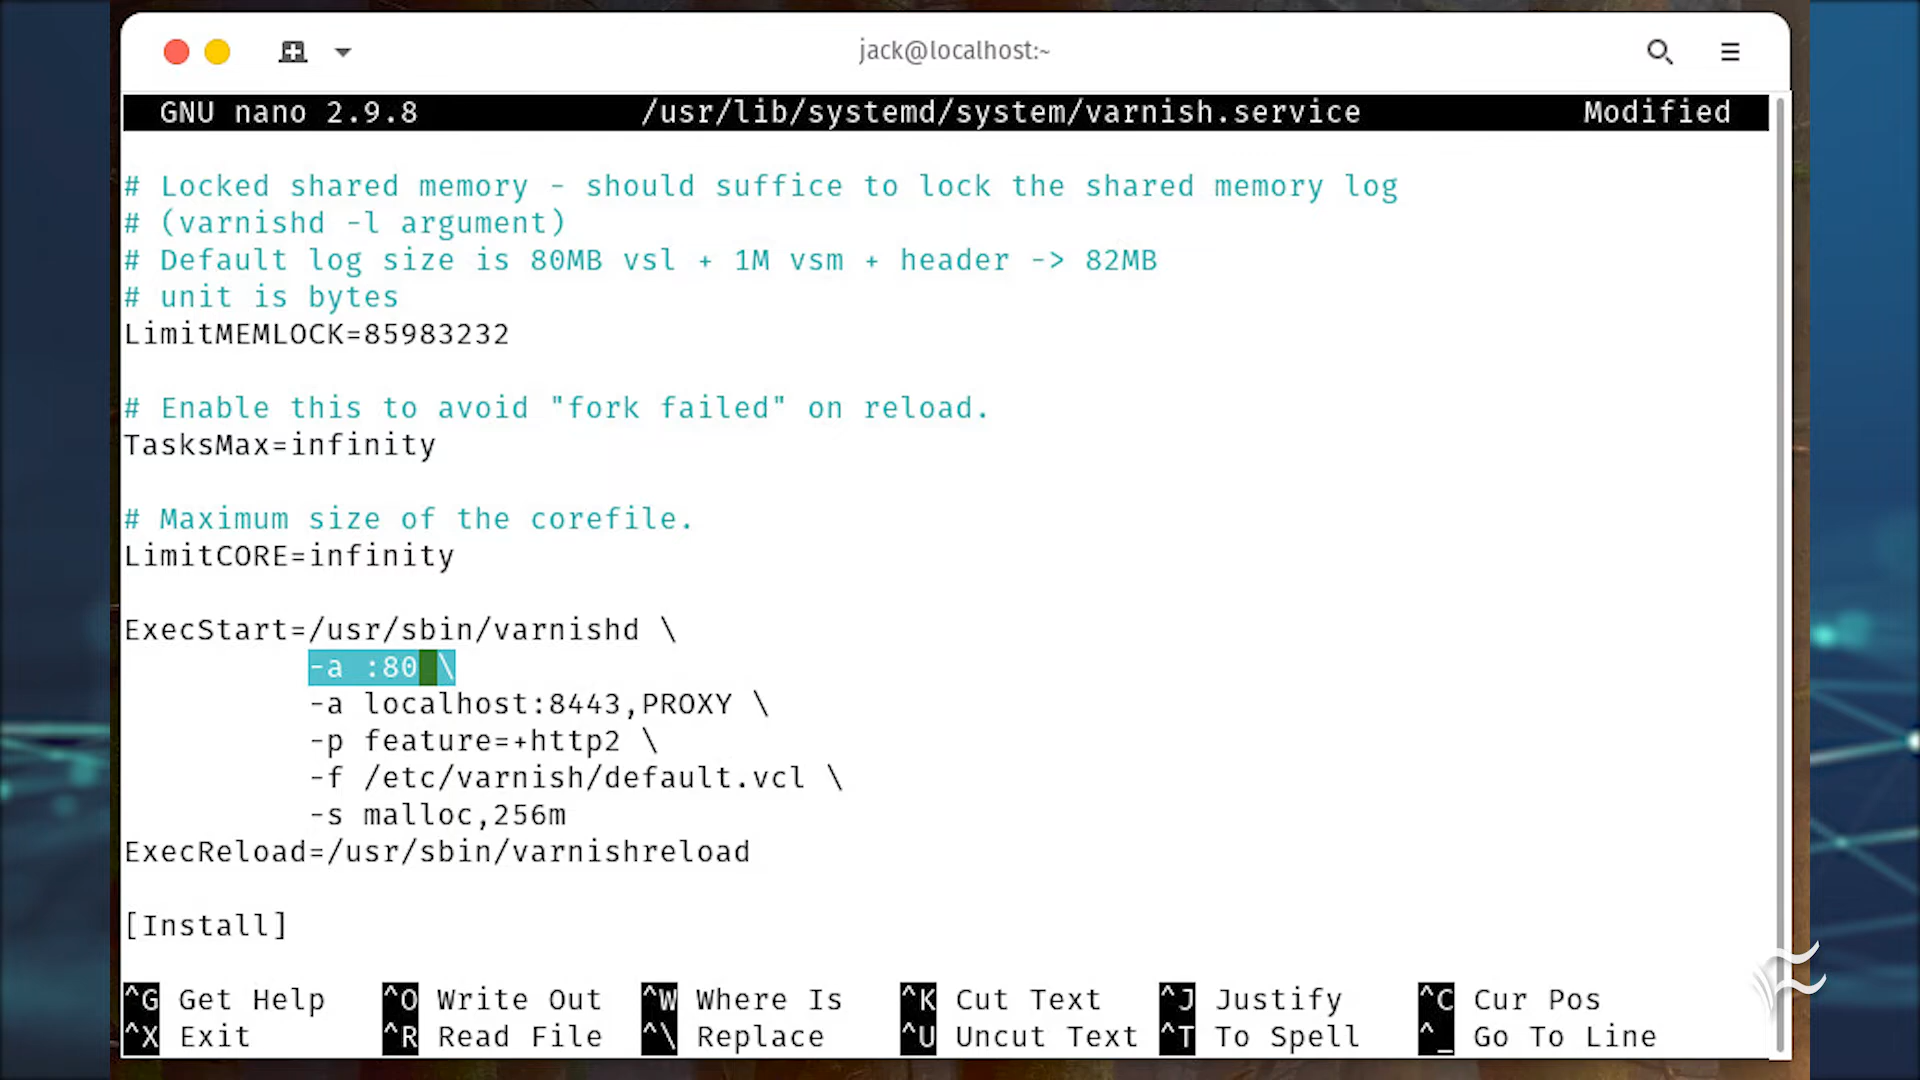 jack@localhost:~
GNU nano 2.9.8 /usr/lib/systemd/system/varnish.service Modified
# Locked shared memory - should suffice to lock the shared memory log
# (varnishd -l argument)
# Default log size is 80MB vsl + 1M vsm + header -> 82MB
# unit is bytes
LimitMEMLOCK=85983232
# Enable this to avoid "fork failed" on reload.
TasksMax=infinity
# Maximum size of the corefile.
LimitCORE=infinity
ExecStart=/usr/sbin/varnishd \
-a :80 \
-a localhost:8443,PROXY \
-p feature=+http2 \
-f /etc/varnish/default.vcl \
-s malloc,256m
ExecReload=/usr/sbin/varnishreload
[Install]
^G Get Help ^O Write Out ^W Where Is ^K Cut Text ^J Justify ^C Cur Pos
^X Exit ^R Read File ^\ Replace ^U Uncut Text ^T To Spell ^_ Go To Line